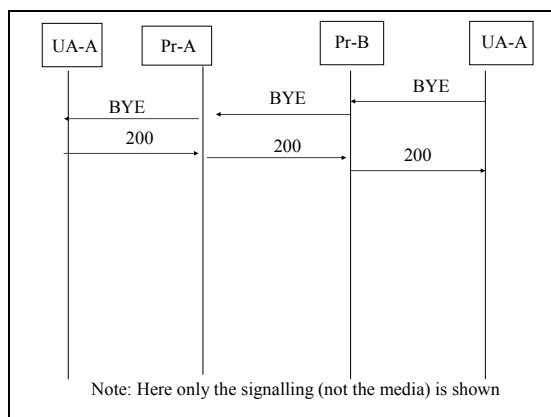 UA-A Pr-A Pr-B UA-A
BYE
BYE
BYE
200
200
200
Note: Here only the signalling (not the media) is shown